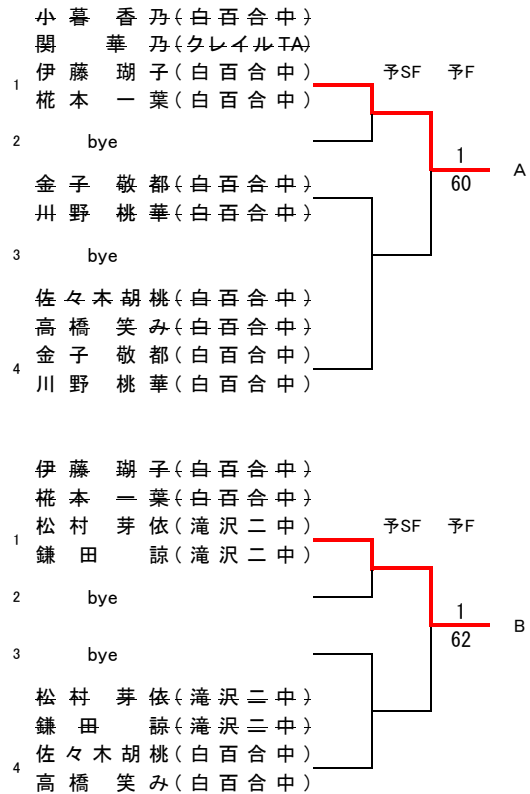 小暮香乃(白百合中)
関華乃(クレイルTA)
1 伊藤瑚子(白百合中) 予SF 予F
椛本一葉(白百合中)
2 bye
1
60
A
金子敬都(白百合中)
川野桃華(白百合中)
3 bye
佐々木胡桃(白百合中)
高橋笑み(白百合中)
4 金子敬都(白百合中)
川野桃華(白百合中)
伊藤瑚子(白百合中)
椛本一葉(白百合中)
1 松村芽依(滝沢二中) 予SF 予F
鎌田諒(滝沢二中)
2 bye
1
62
B
3 bye
松村芽依(滝沢二中)
鎌田諒(滝沢二中)
4 佐々木胡桃(白百合中)
高橋笑み(白百合中)